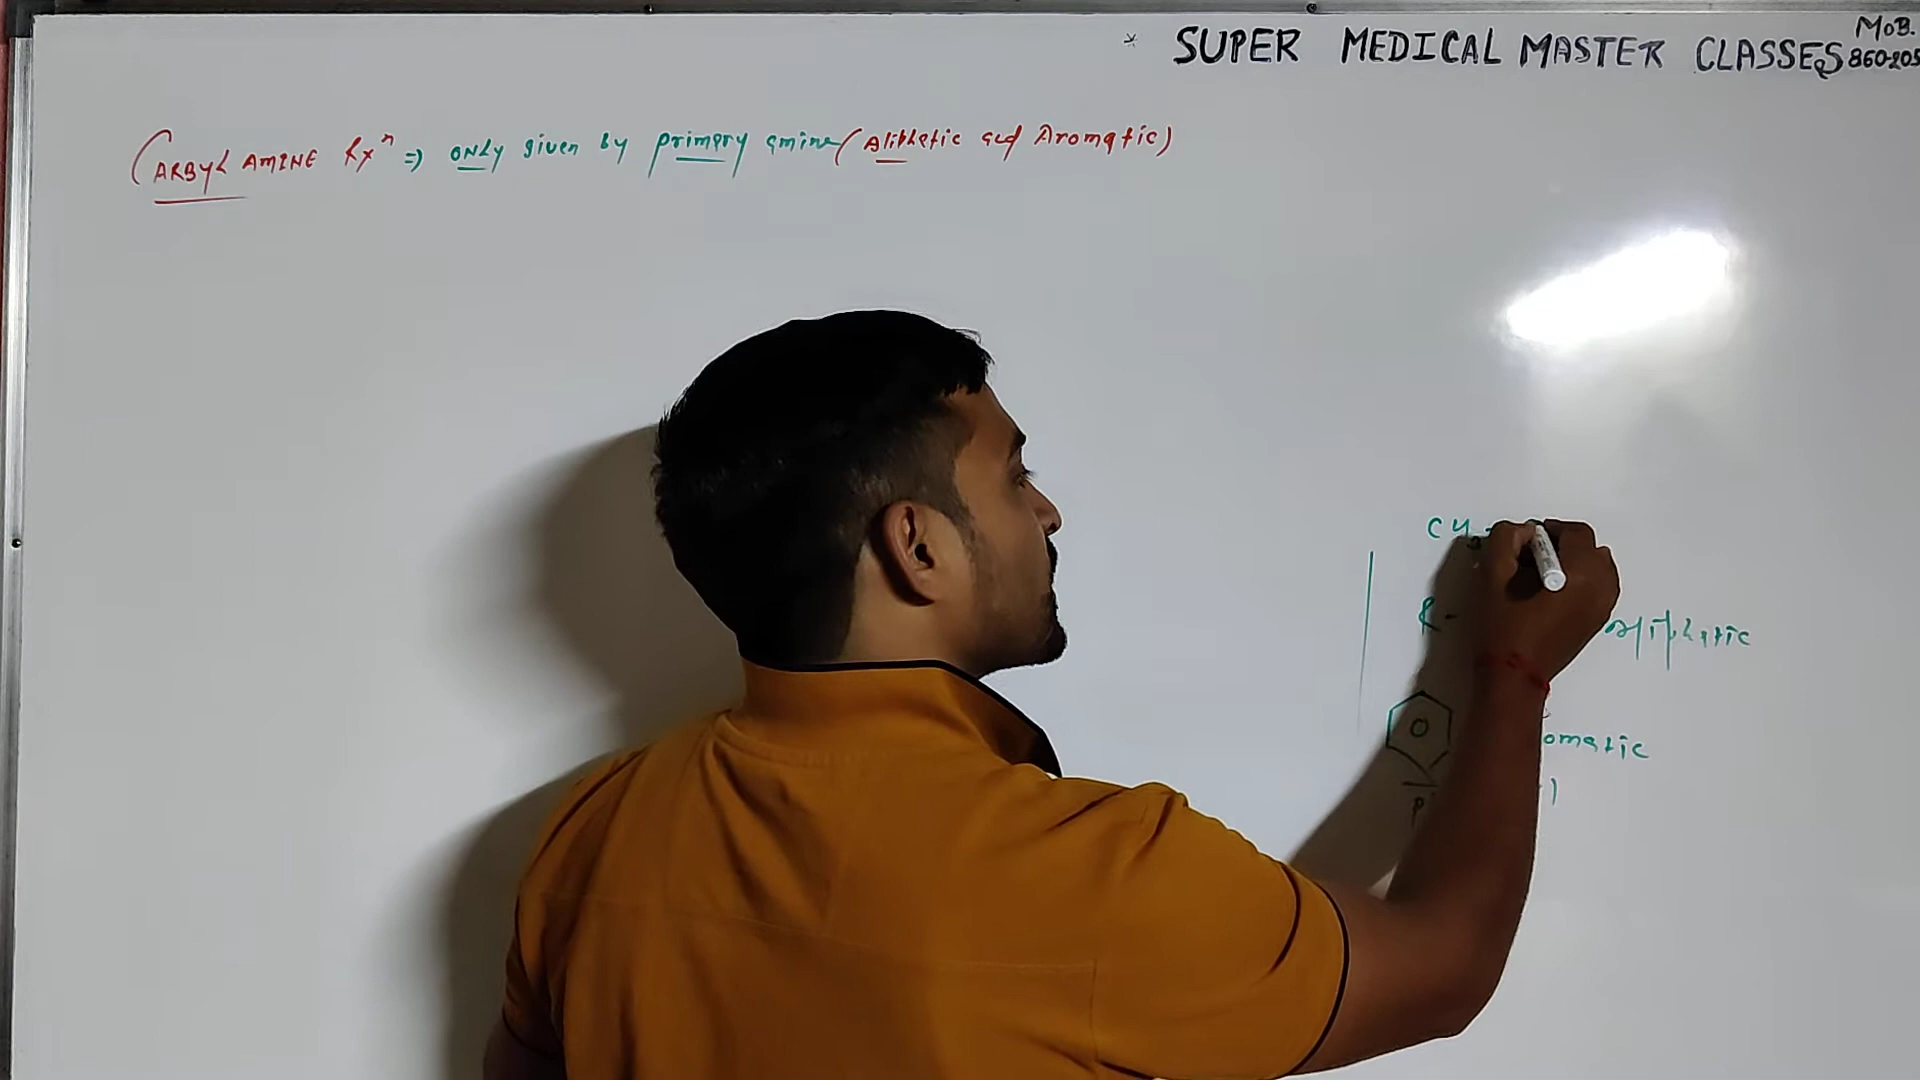 * SUPER MEDICAL MASTER CLASSES
MOB.
860-205
CARBYL AMINE Rxⁿ ⇒ ONLY given by primary amine (Aliphatic and Aromatic)
CH₃-
R - aliphatic
omatic